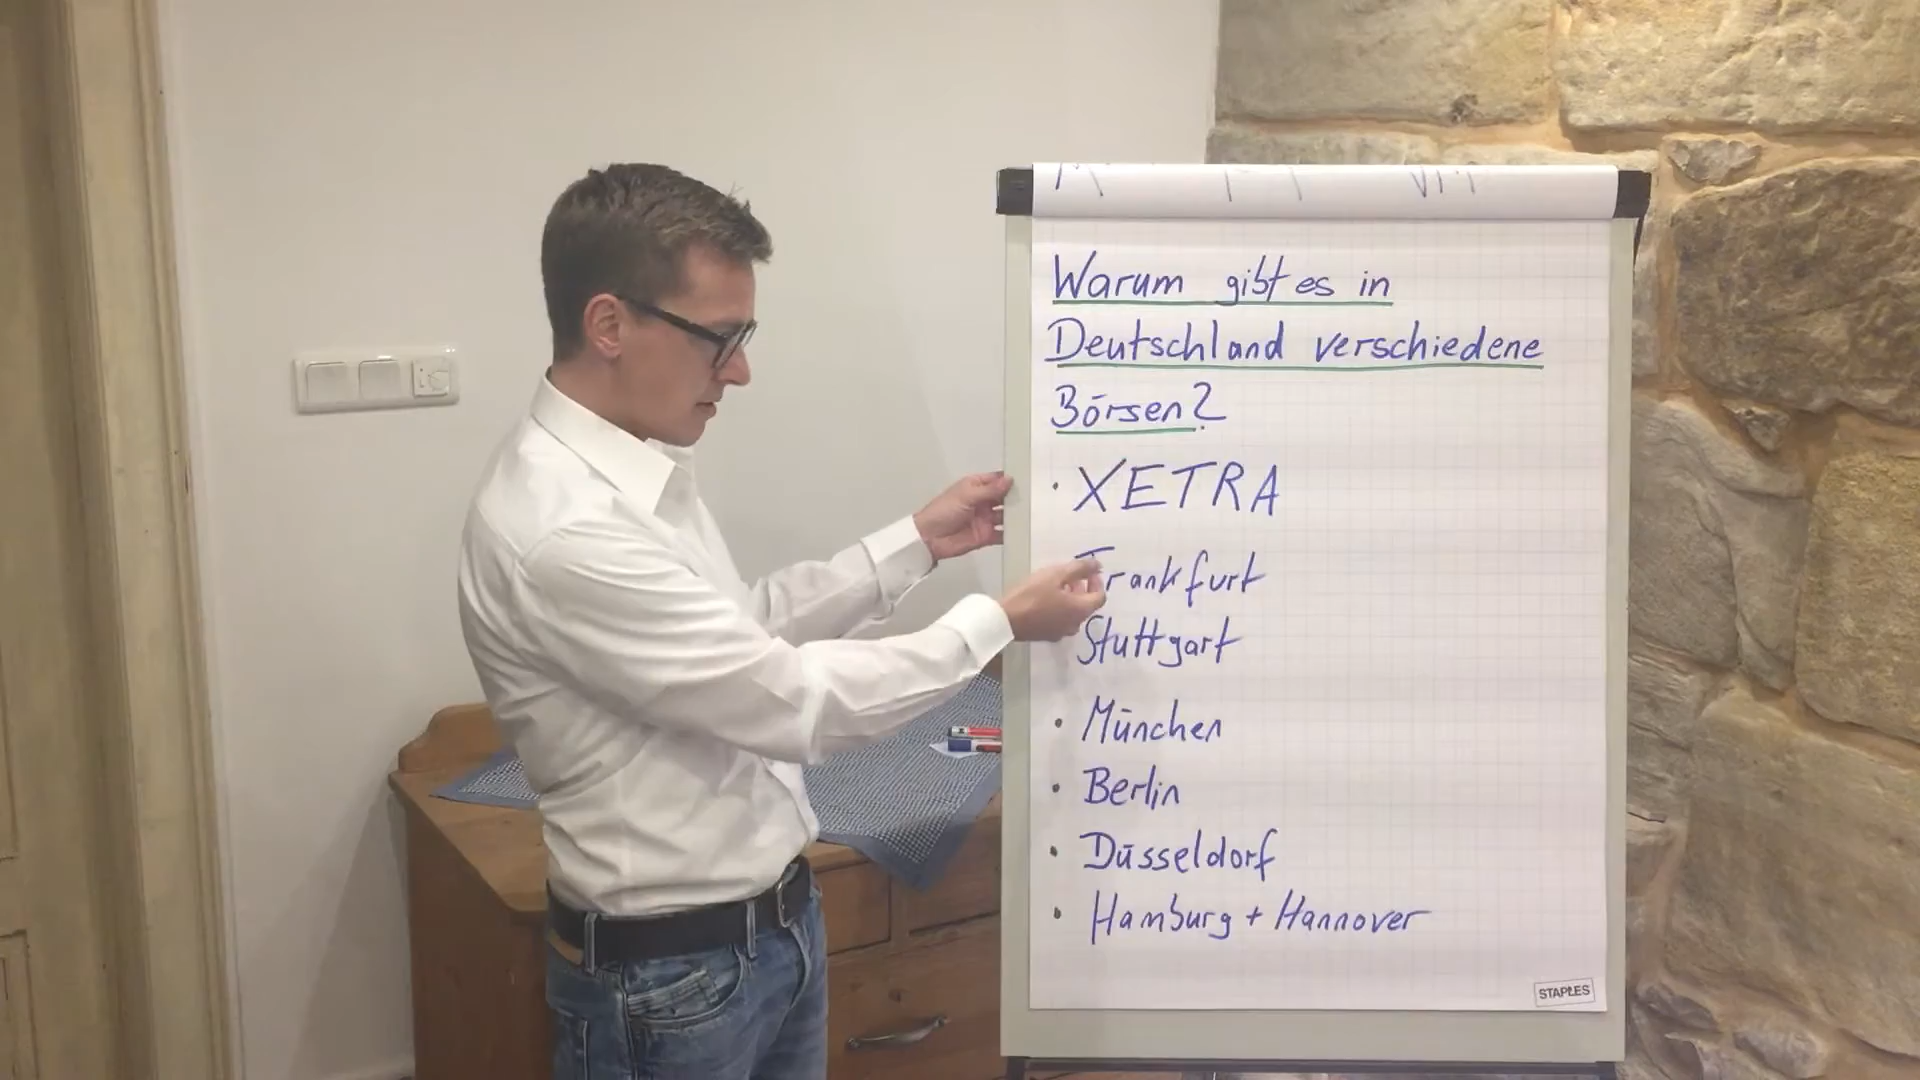 Warum gibt es in
Deutschland verschiedene
Börsen?
· XETRA
Frankfurt
Stuttgart
• München
• Berlin
• Düsseldorf
• Hamburg + Hannover
STAPLES